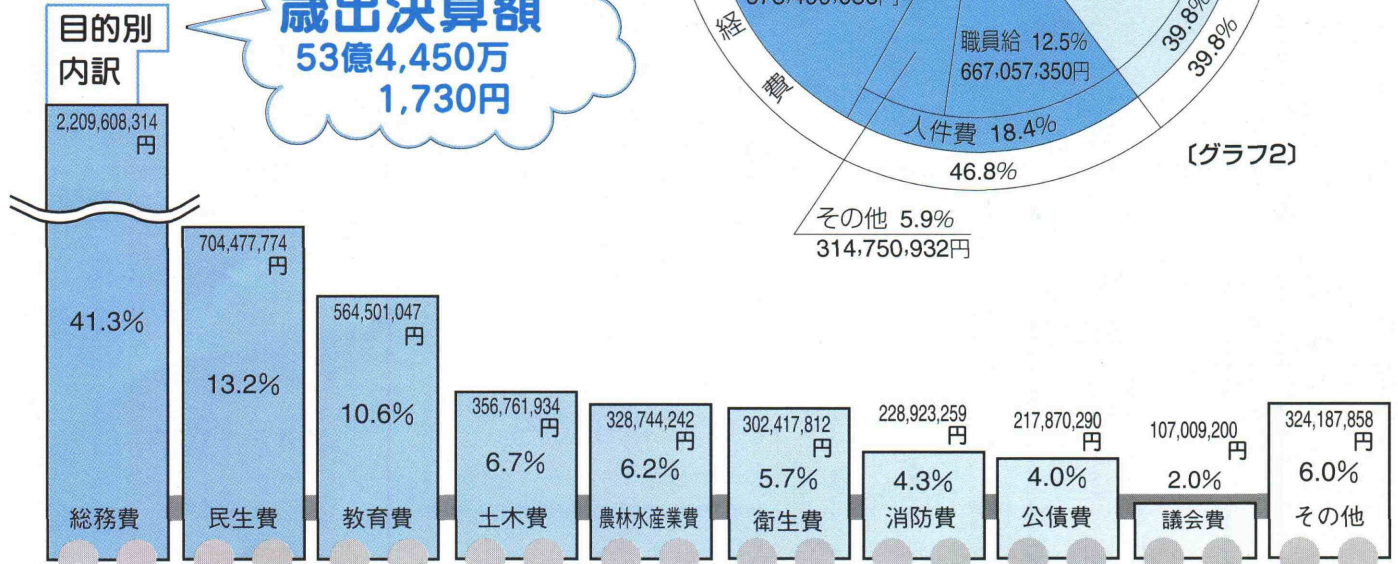 目的別
内訳
歳出決算額
53億4,450万
1,730円
経
費
職員給 12.5%
667,057,350円
39.8%
39.8%
人件費 18.4%
46.8%
〔グラフ2〕
その他 5.9%
314,750,932円
2,209,608,314
円
41.3%
総務費
704,477,774
円
13.2%
民生費
564,501,047
円
10.6%
教育費
356,761,934
円
6.7%
土木費
328,744,242
円
6.2%
農林水産業費
302,417,812
円
5.7%
衛生費
228,923,259
円
4.3%
消防費
217,870,290
円
4.0%
公債費
107,009,200
円
2.0%
議会費
324,187,858
円
6.0%
その他